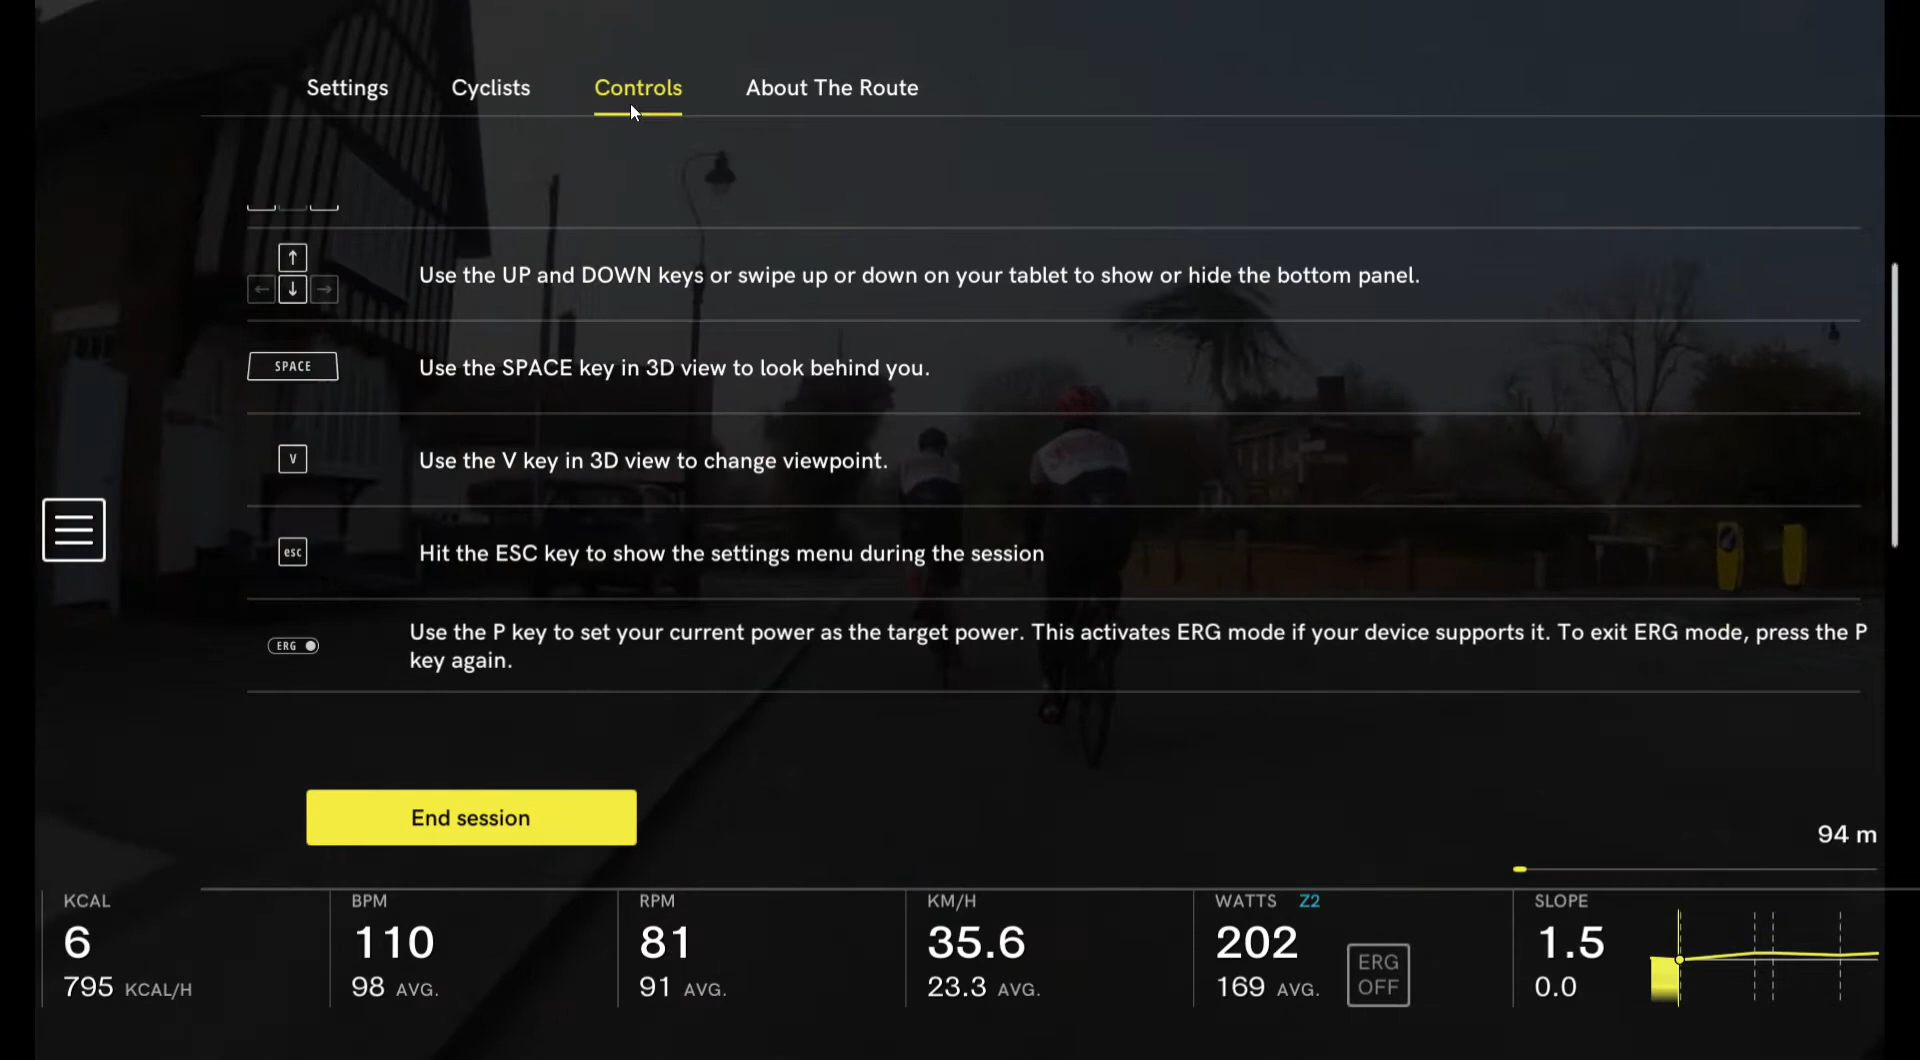 Settings
Cyclists
Controls
About The Route
↑
← ↓ →
Use the UP and DOWN keys or swipe up or down on your tablet to show or hide the bottom panel.
SPACE
Use the SPACE key in 3D view to look behind you.
V
Use the V key in 3D view to change viewpoint.
esc
Hit the ESC key to show the settings menu during the session
ERG
Use the P key to set your current power as the target power. This activates ERG mode if your device supports it. To exit ERG mode, press the P
key again.
End session
94 m
KCAL
6
795 KCAL/H
BPM
110
98 AVG.
RPM
81
91 AVG.
KM/H
35.6
23.3 AVG.
WATTS Z2
202
169 AVG.
ERG
OFF
SLOPE
1.5
0.0